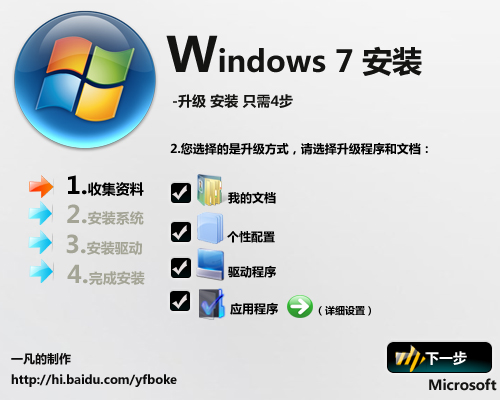 Windows 7 安装
-升级 安装 只需4步
2.您选择的是升级方式，请选择升级程序和文档：
1.收集资料
2.安装系统
3.安装驱动
4.完成安装
我的文档
个性配置
驱动程序
应用程序 （详细设置）
一凡的制作
http://hi.baidu.com/yfboke
下一步
Microsoft